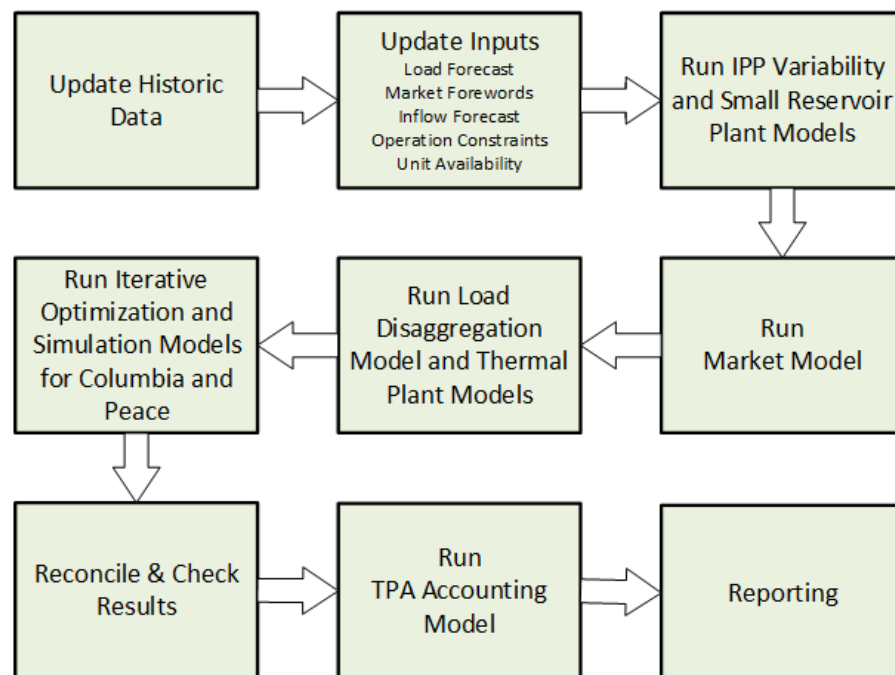 Update Historic
Data
Update Inputs
Load Forecast
Market Forewords
Inflow Forecast
Operation Constraints
Unit Availability
Run IPP Variability
and Small Reservoir
Plant Models
Run
Market Model
Run Load
Disaggregation
Model and Thermal
Plant Models
Run Iterative
Optimization and
Simulation Models
for Columbia and
Peace
Reconcile & Check
Results
Run
TPA Accounting
Model
Reporting